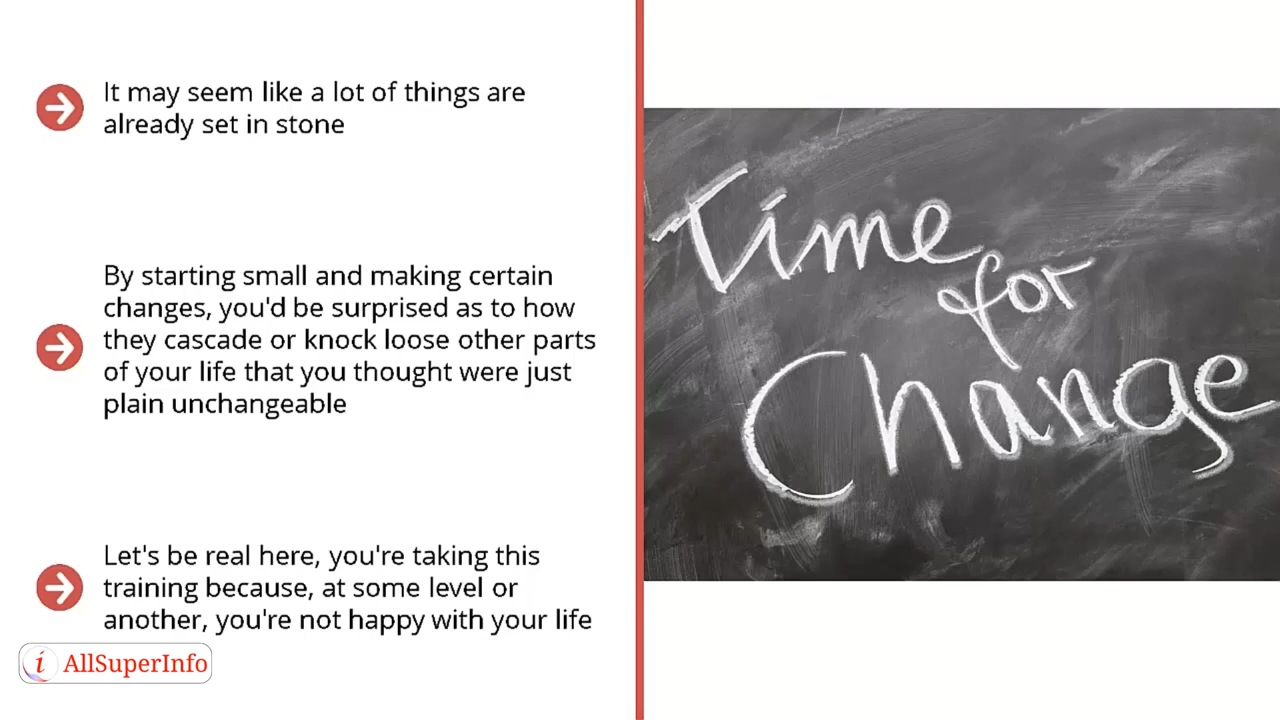 It may seem like a lot of things are
already set in stone
By starting small and making certain
changes, you'd be surprised as to how
they cascade or knock loose other parts
of your life that you thought were just
plain unchangeable
Let's be real here, you're taking this
training because, at some level or
another, you're not happy with your life
i AllSuperInfo
Time
for
Change